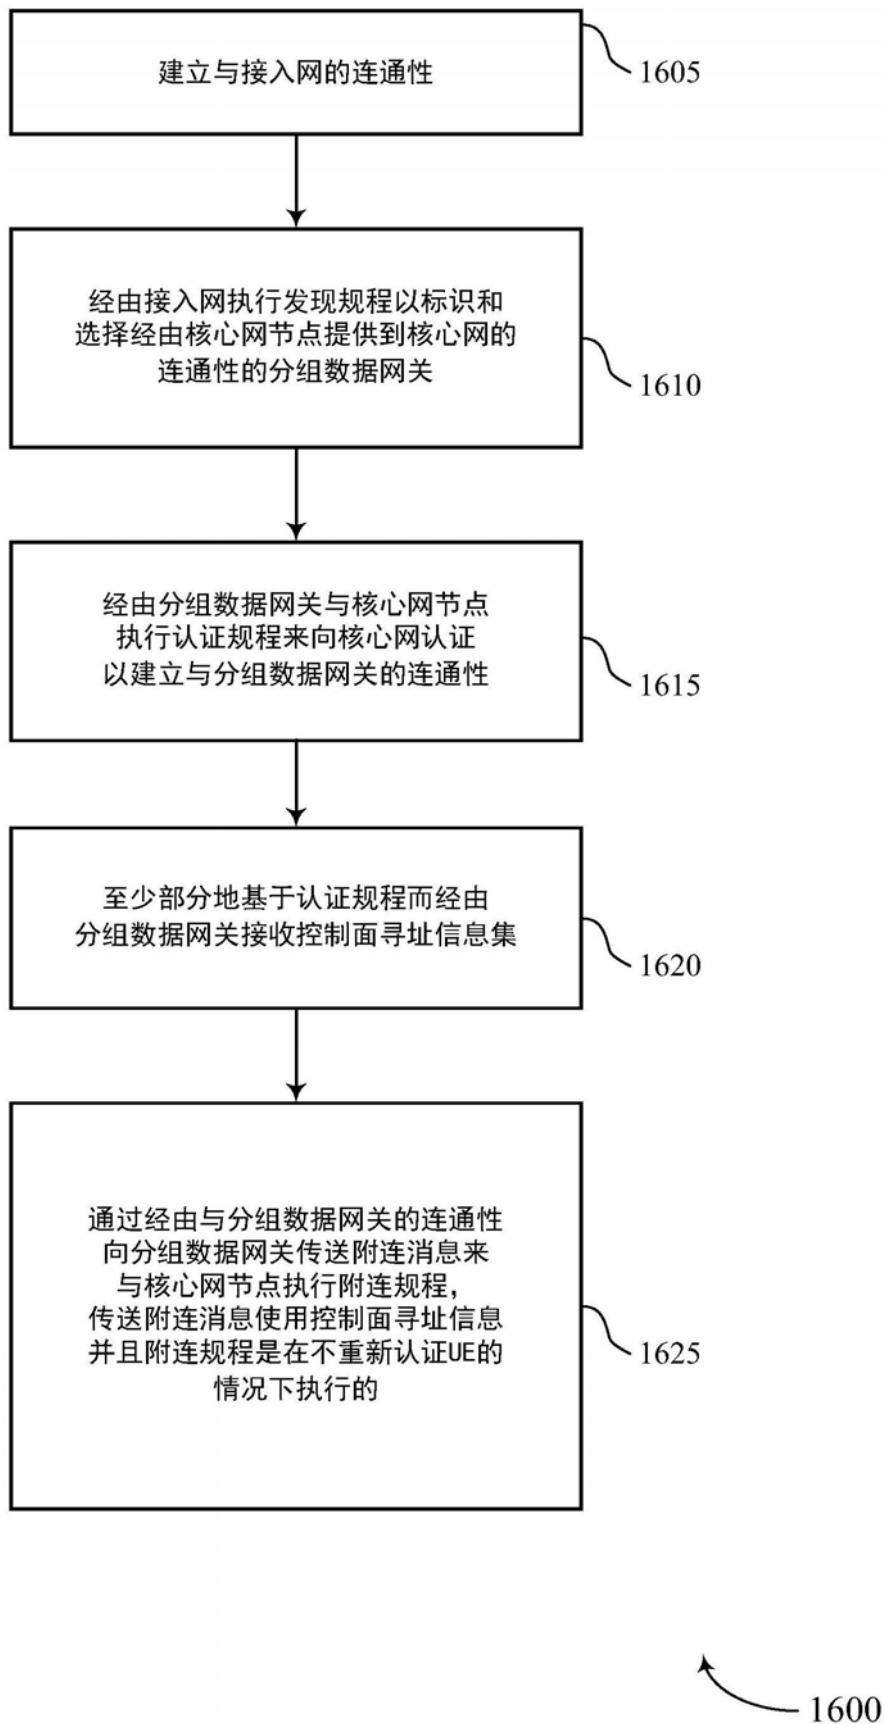 建立与接入网的连通性
1605
经由接入网执行发现规程以标识和
选择经由核心网节点提供到核心网的
连通性的分组数据网关
1610
经由分组数据网关与核心网节点
执行认证规程来向核心网认证
以建立与分组数据网关的连通性
1615
至少部分地基于认证规程而经由
分组数据网关接收控制面寻址信息集
1620
通过经由与分组数据网关的连通性
向分组数据网关传送附连消息来
与核心网节点执行附连规程，
传送附连消息使用控制面寻址信息
并且附连规程是在不重新认证UE的
情况下执行的
1625
1600